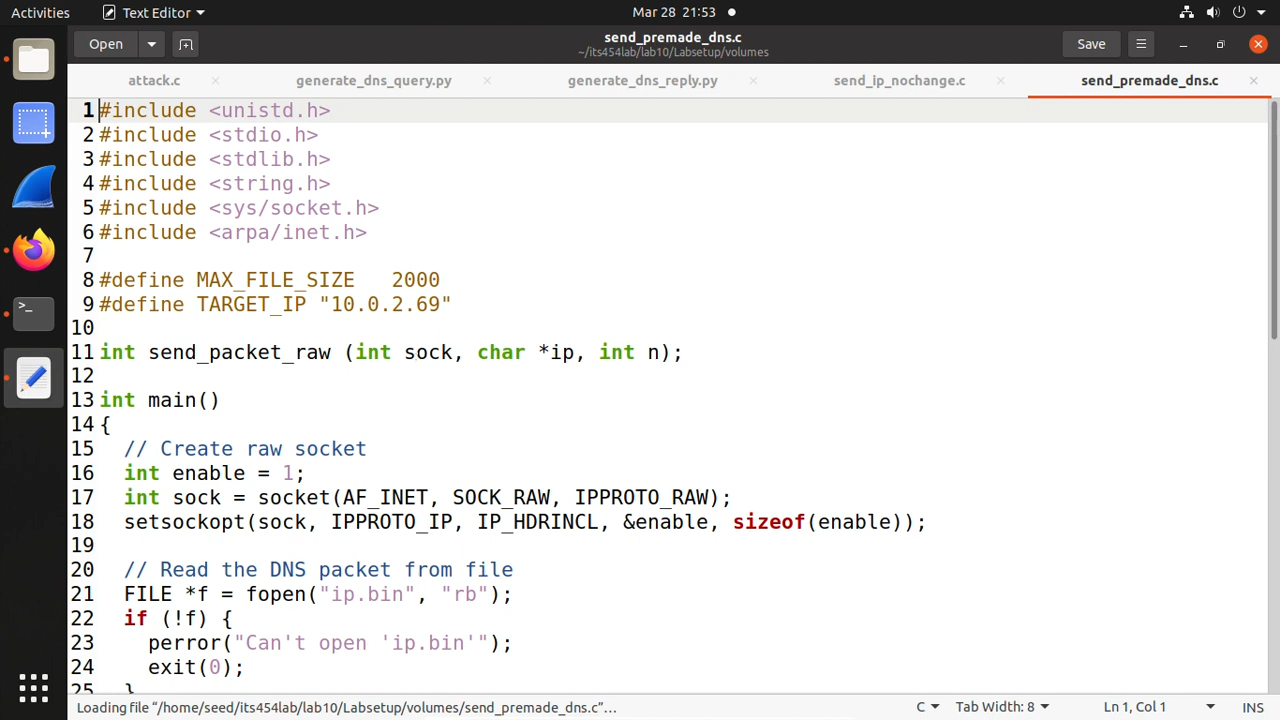 Activities Text Editor Mar 28 21:53
Open send_premade_dns.c Save
~/its454lab/lab10/Labsetup/volumes
attack.c generate_dns_query.py generate_dns_reply.py send_ip_nochange.c send_premade_dns.c
1 #include <unistd.h>
2 #include <stdio.h>
3 #include <stdlib.h>
4 #include <string.h>
5 #include <sys/socket.h>
6 #include <arpa/inet.h>
7
8 #define MAX_FILE_SIZE   2000
9 #define TARGET_IP "10.0.2.69"
10
11 int send_packet_raw (int sock, char *ip, int n);
12
13 int main()
14 {
15   // Create raw socket
16   int enable = 1;
17   int sock = socket(AF_INET, SOCK_RAW, IPPROTO_RAW);
18   setsockopt(sock, IPPROTO_IP, IP_HDRINCL, &enable, sizeof(enable));
19
20   // Read the DNS packet from file
21   FILE *f = fopen("ip.bin", "rb");
22   if (!f) {
23     perror("Can't open 'ip.bin'");
24     exit(0);
25   }
Loading file “/home/seed/its454lab/lab10/Labsetup/volumes/send_premade_dns.c”… C Tab Width: 8 Ln 1, Col 1 INS